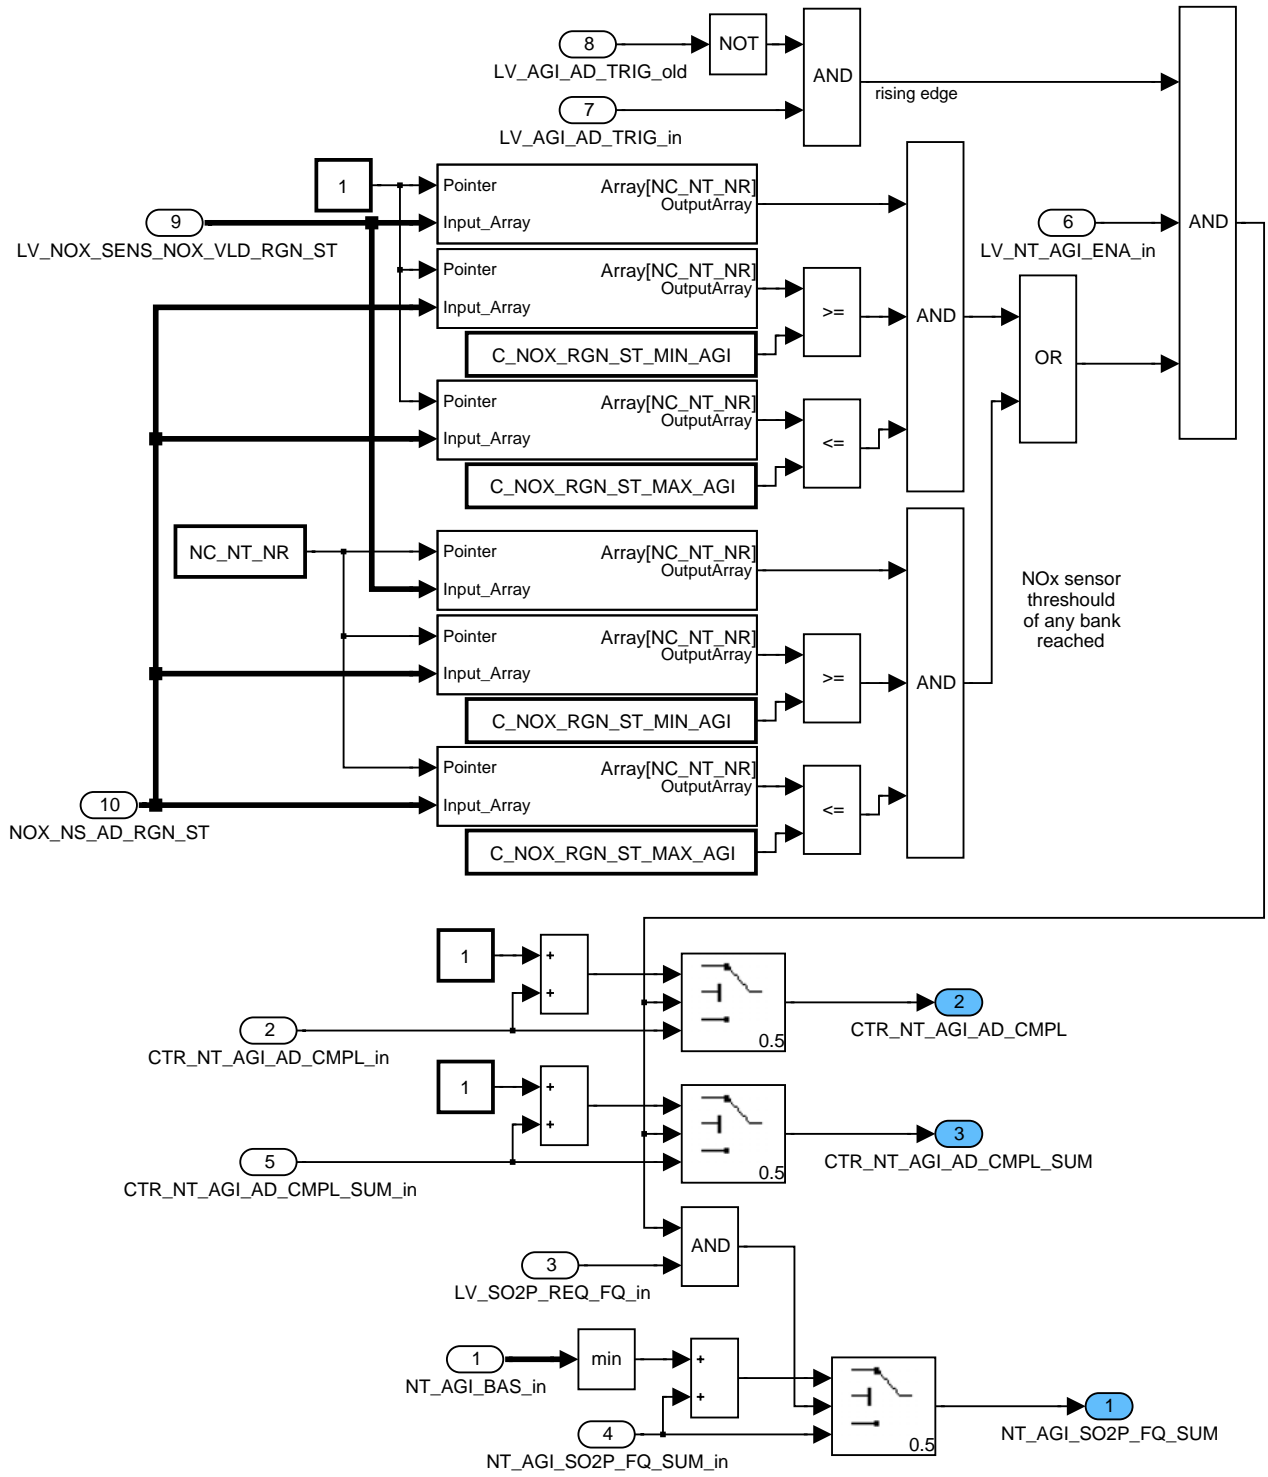 8
NOT
LV_AGI_AD_TRIG_old
AND
rising edge
7
LV_AGI_AD_TRIG_in
1
Pointer
Array[NC_NT_NR]
OutputArray
Input_Array
9
LV_NOX_SENS_NOX_VLD_RGN_ST
6
LV_NT_AGI_ENA_in
AND
Pointer
Array[NC_NT_NR]
OutputArray
Input_Array
>=
AND
C_NOX_RGN_ST_MIN_AGI
OR
Pointer
Array[NC_NT_NR]
OutputArray
Input_Array
<=
C_NOX_RGN_ST_MAX_AGI
NC_NT_NR
Pointer
Array[NC_NT_NR]
OutputArray
Input_Array
NOx sensor
threshould
of any bank
reached
Pointer
Array[NC_NT_NR]
OutputArray
Input_Array
>=
AND
C_NOX_RGN_ST_MIN_AGI
Pointer
Array[NC_NT_NR]
OutputArray
Input_Array
<=
10
NOX_NS_AD_RGN_ST
C_NOX_RGN_ST_MAX_AGI
1
+
+
2
CTR_NT_AGI_AD_CMPL_in
0.5
2
CTR_NT_AGI_AD_CMPL
1
+
+
5
CTR_NT_AGI_AD_CMPL_SUM_in
0.5
3
CTR_NT_AGI_AD_CMPL_SUM
AND
3
LV_SO2P_REQ_FQ_in
1
NT_AGI_BAS_in
min
+
+
4
NT_AGI_SO2P_FQ_SUM_in
0.5
1
NT_AGI_SO2P_FQ_SUM